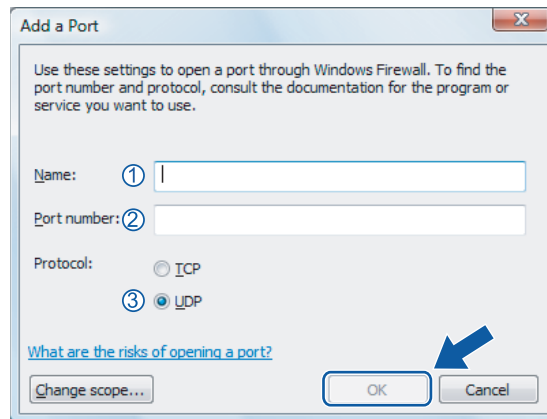 Add a Port
Use these settings to open a port through Windows Firewall. To find the
port number and protocol, consult the documentation for the program or
service you want to use.
Name: ①
Port number: ②
Protocol: TCP
③ UDP
What are the risks of opening a port?
Change scope... OK Cancel